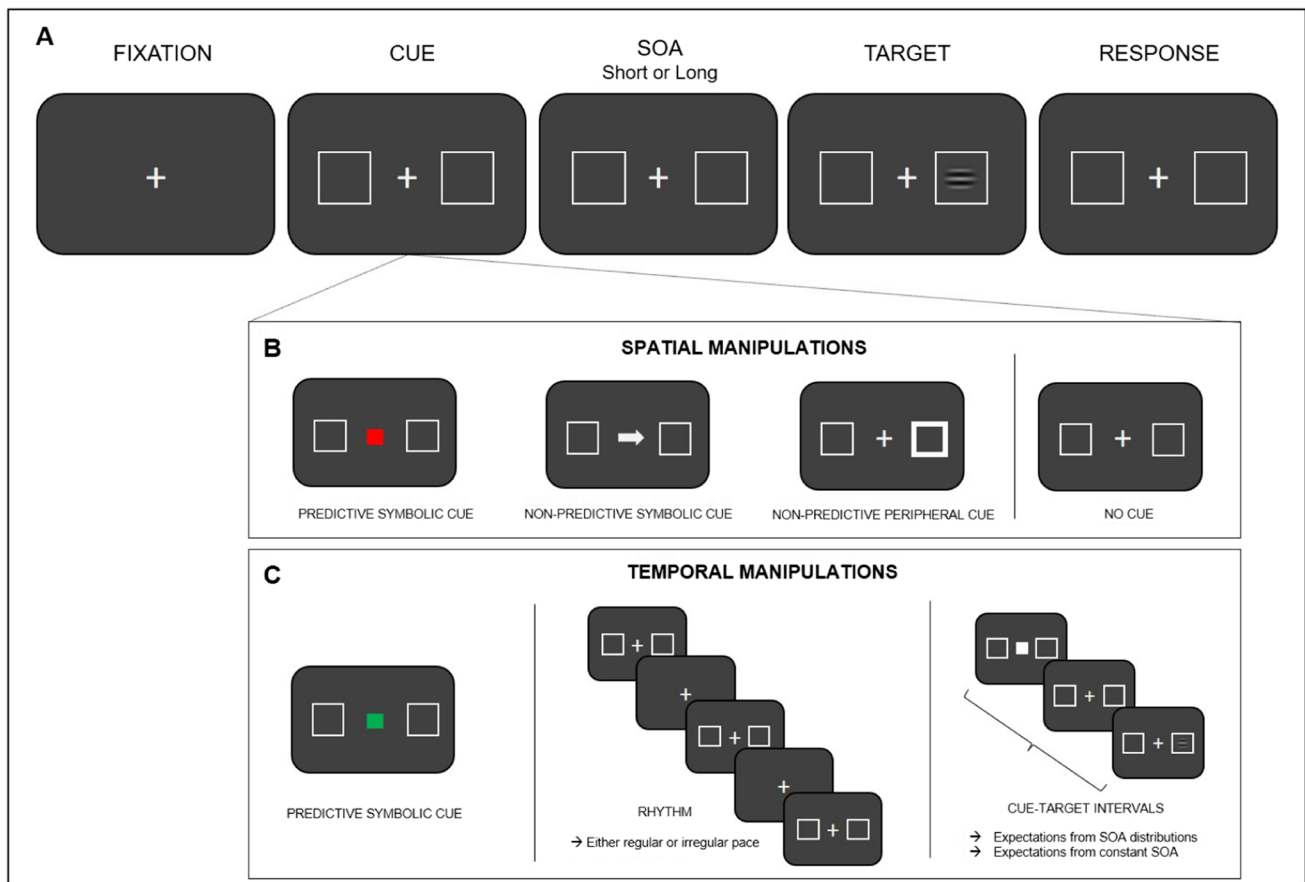 A
FIXATION
CUE
SOA
Short or Long
TARGET
RESPONSE
B
SPATIAL MANIPULATIONS
PREDICTIVE SYMBOLIC CUE
NON-PREDICTIVE SYMBOLIC CUE
NON-PREDICTIVE PERIPHERAL CUE
NO CUE
C
TEMPORAL MANIPULATIONS
PREDICTIVE SYMBOLIC CUE
RHYTHM
→ Either regular or irregular pace
CUE-TARGET INTERVALS
→ Expectations from SOA distributions
→ Expectations from constant SOA